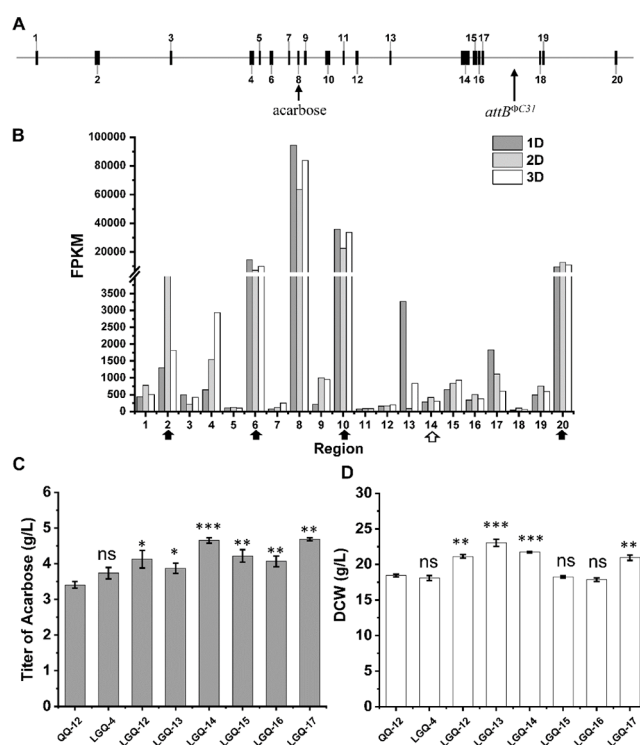 A
1 3 5 7 9 11 13 15 17 19
2 4 6 8 10 12 14 16 18 20
acarbose
attBΦC31
B
1D
2D
3D
FPKM
100000
80000
60000
40000
20000
3500
3000
2500
2000
1500
1000
500
0
1 2 3 4 5 6 7 8 9 10 11 12 13 14 15 16 17 18 19 20
Region
C
Titer of Acarbose (g/L)
6
5
4
3
2
1
0
ns * * *** ** ** **
QQ-12 LGQ-4 LGQ-12 LGQ-13 LGQ-14 LGQ-15 LGQ-16 LGQ-17
D
DCW (g/L)
30
25
20
15
10
5
0
ns ** *** *** ns ns **
QQ-12 LGQ-4 LGQ-12 LGQ-13 LGQ-14 LGQ-15 LGQ-16 LGQ-17